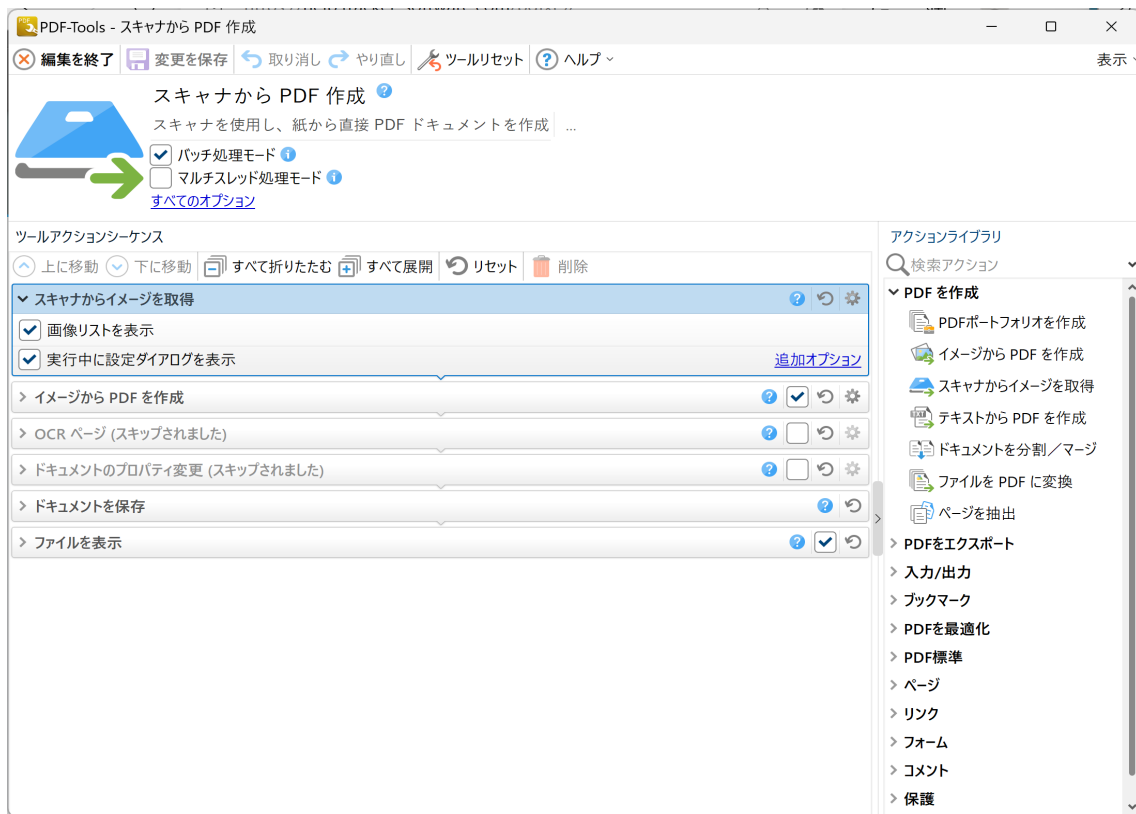 PDF-Tools - スキャナから PDF 作成
編集を終了 変更を保存 取り消し やり直し ツールリセット ヘルプ 表示
スキャナから PDF 作成
スキャナを使用し、紙から直接 PDF ドキュメントを作成 ...
バッチ処理モード
マルチスレッド処理モード
すべてのオプション
ツールアクションシーケンス
上に移動 下に移動 すべて折りたたむ すべて展開 リセット 削除
スキャナからイメージを取得
画像リストを表示
実行中に設定ダイアログを表示 追加オプション
イメージから PDF を作成
OCR ページ (スキップされました)
ドキュメントのプロパティ変更 (スキップされました)
ドキュメントを保存
ファイルを表示
アクションライブラリ
検索アクション
PDF を作成
PDFポートフォリオを作成
イメージから PDF を作成
スキャナからイメージを取得
テキストから PDF を作成
ドキュメントを分割／マージ
ファイルを PDF に変換
ページを抽出
PDFをエクスポート
入力/出力
ブックマーク
PDFを最適化
PDF標準
ページ
リンク
フォーム
コメント
保護